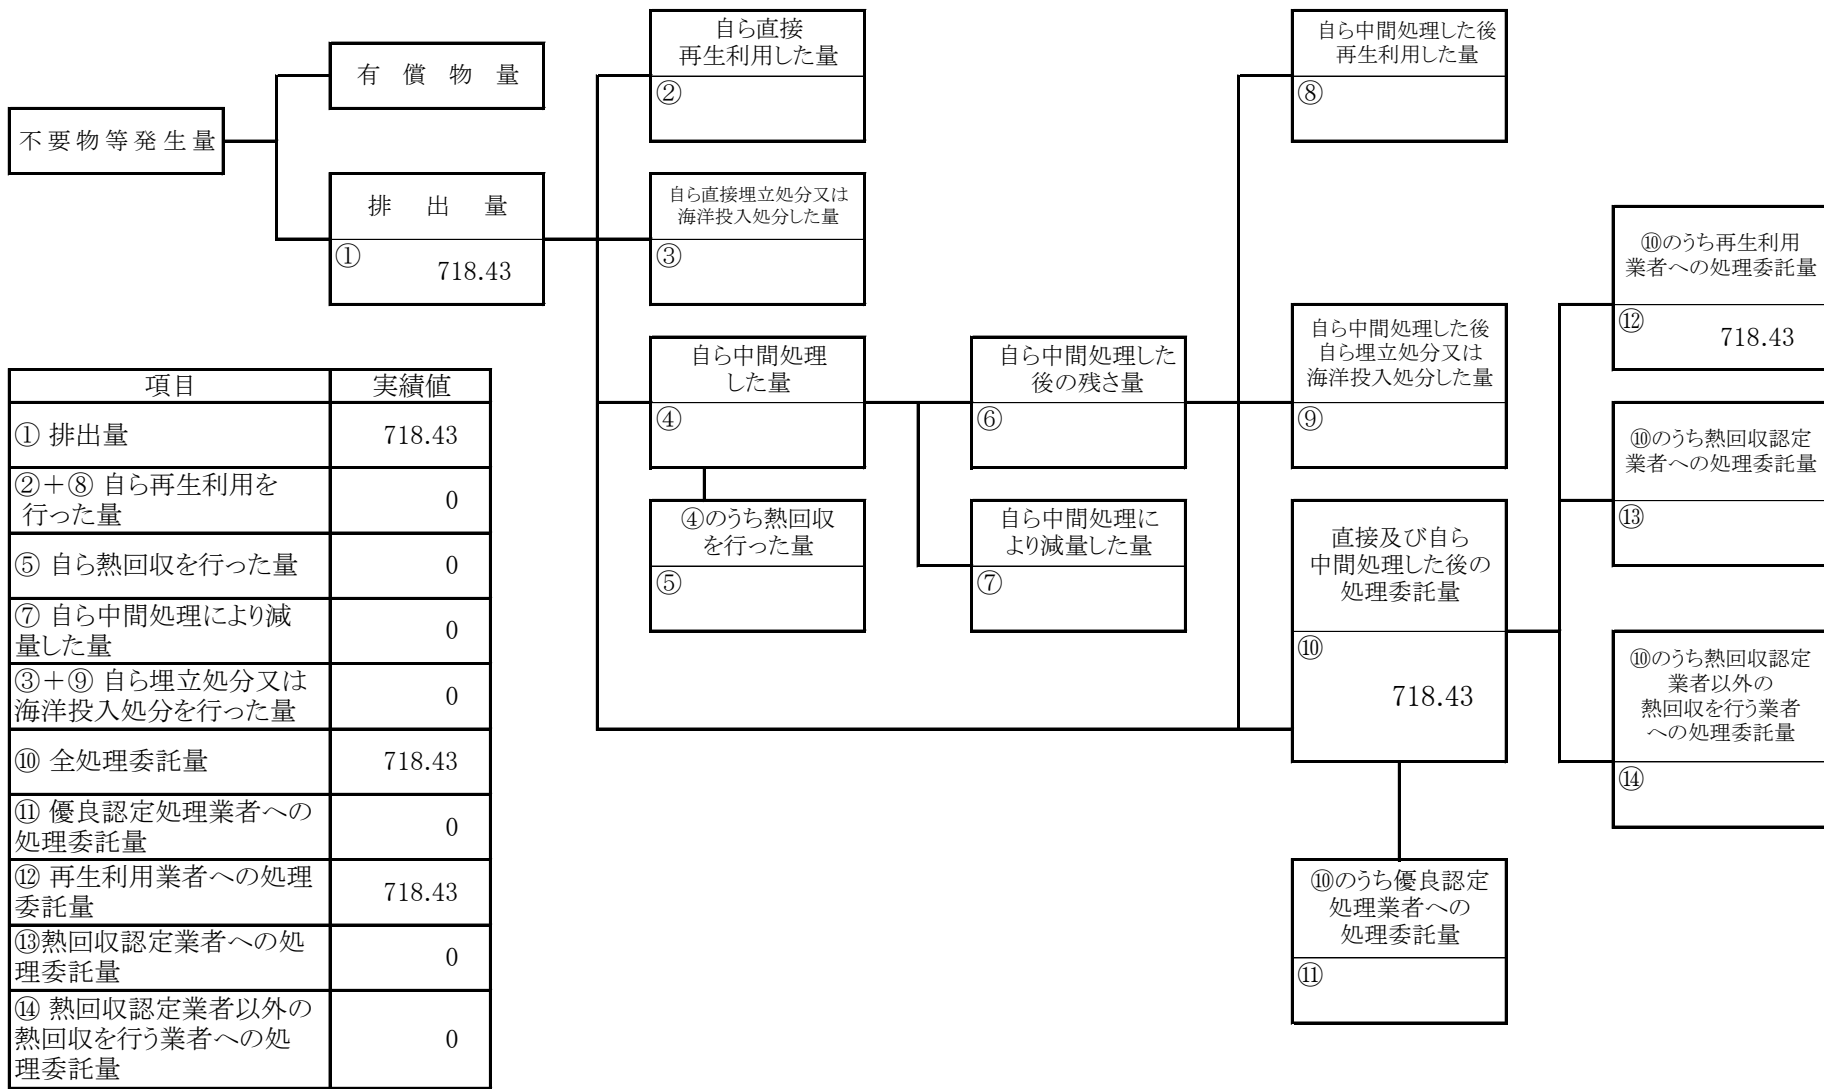 不要物等発生量
有償物量
排出量
①
718.43
自ら直接
再生利用した量
②
自ら直接埋立処分又は
海洋投入処分した量
③
自ら中間処理
した量
④
④のうち熱回収
を行った量
⑤
自ら中間処理した
後の残さ量
⑥
自ら中間処理に
より減量した量
⑦
自ら中間処理した後
再生利用した量
⑧
自ら中間処理した後
自ら埋立処分又は
海洋投入処分した量
⑨
直接及び自ら
中間処理した後の
処理委託量
⑩
718.43
⑩のうち優良認定
処理業者への
処理委託量
⑪
⑩のうち再生利用
業者への処理委託量
⑫ 718.43
⑩のうち熱回収認定
業者への処理委託量
⑬
⑩のうち熱回収認定
業者以外の
熱回収を行う業者
への処理委託量
⑭
項目 実績値
① 排出量 718.43
②+⑧ 自ら再生利用を
行った量 0
⑤ 自ら熱回収を行った量 0
⑦ 自ら中間処理により減
量した量 0
③+⑨ 自ら埋立処分又は
海洋投入処分を行った量 0
⑩ 全処理委託量 718.43
⑪ 優良認定処理業者への
処理委託量 0
⑫ 再生利用業者への処理
委託量 718.43
⑬熱回収認定業者への処
理委託量 0
⑭ 熱回収認定業者以外の
熱回収を行う業者への処
理委託量 0